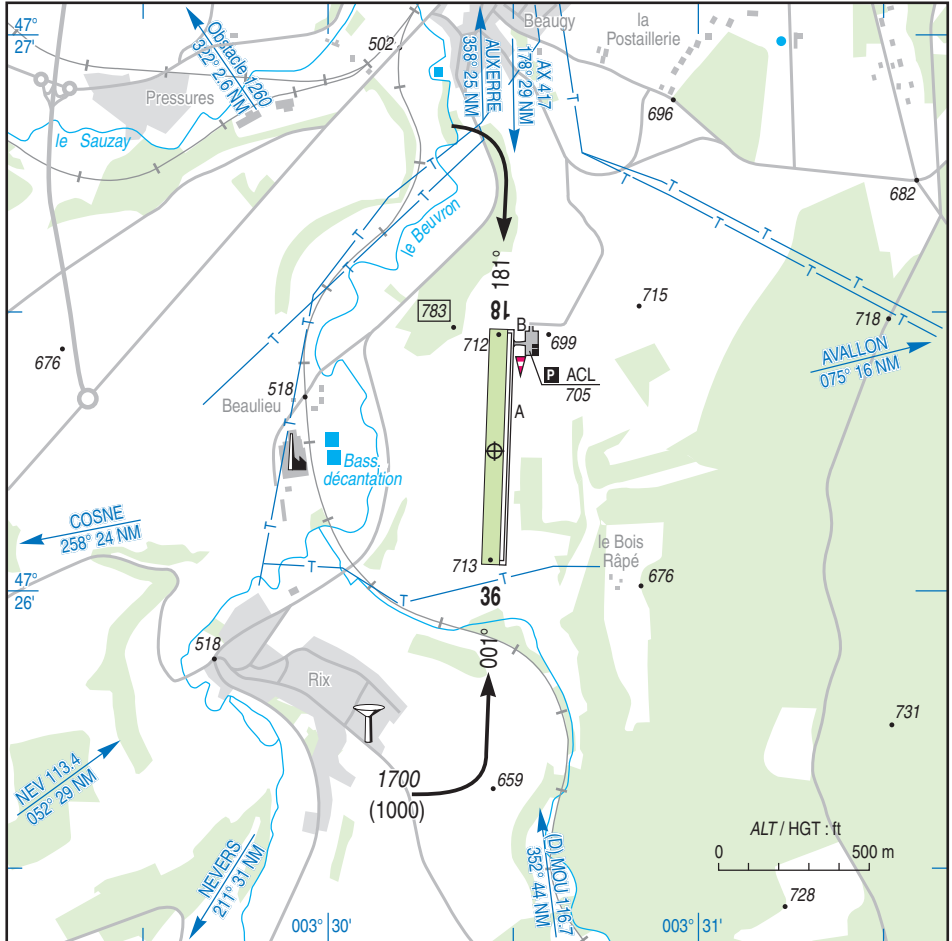 47°
27'
Obstacle 1260
322° 2.6 NM
502
Pressures
le Sauzay
AUXERRE
358° 25 NM
AX 417
178° 29 NM
Beaugy
la
Postaillerie
696
682
T
T
T
T
T
T
T
T
T
T
T
le Beuvron
181°
18
783
712
B
699
715
718
P ACL
705
A
AVALLON
075° 16 NM
676
518
Beaulieu
T
Bass.
décantation
COSNE
258° 24 NM
T
47°
26'
713
36
T
T
T
le Bois
Râpé
676
518
Rix
001°
731
NEV 113.4
052° 29 NM
1700
(1000)
659
NEVERS
211° 31 NM
(D) MOU 116.7
352° 44 NM
ALT / HGT : ft
0 500 m
728
003° 30
003° 31